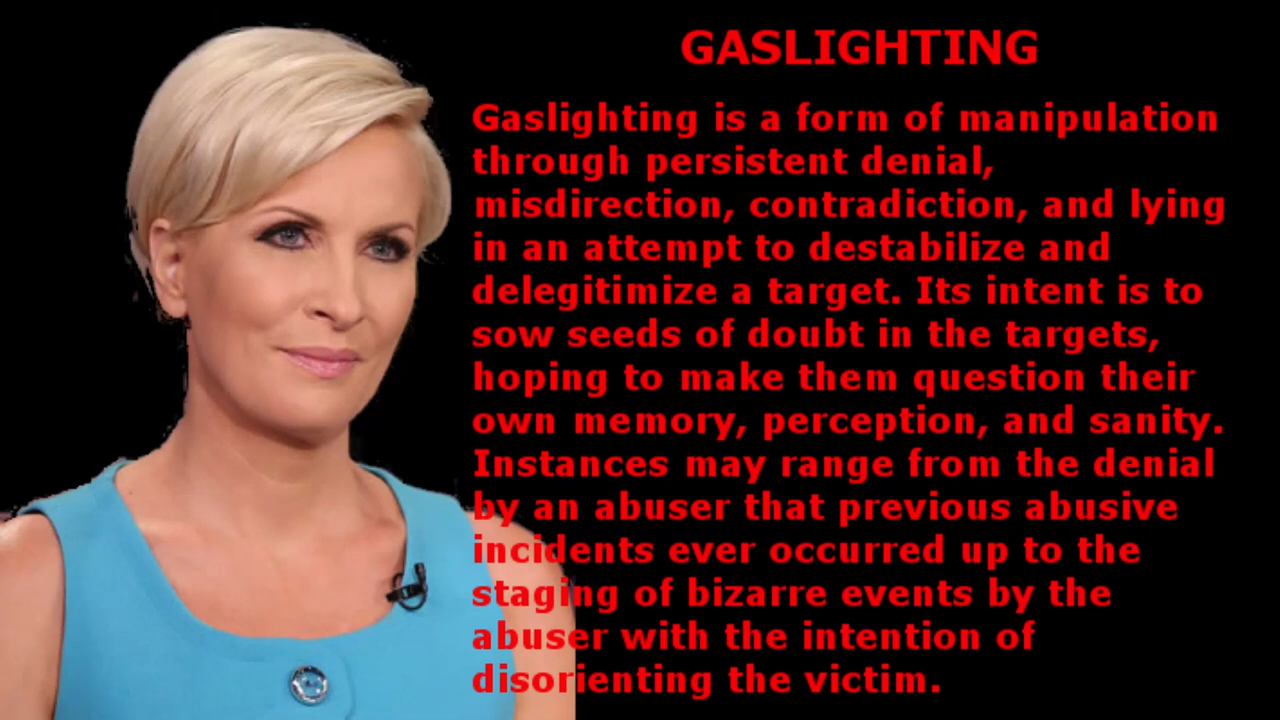 GASLIGHTING
Gaslighting is a form of manipulation
through persistent denial,
misdirection, contradiction, and lying
in an attempt to destabilize and
delegitimize a target. Its intent is to
sow seeds of doubt in the targets,
hoping to make them question their
own memory, perception, and sanity.
Instances may range from the denial
by an abuser that previous abusive
incidents ever occurred up to the
staging of bizarre events by the
abuser with the intention of
disorienting the victim.